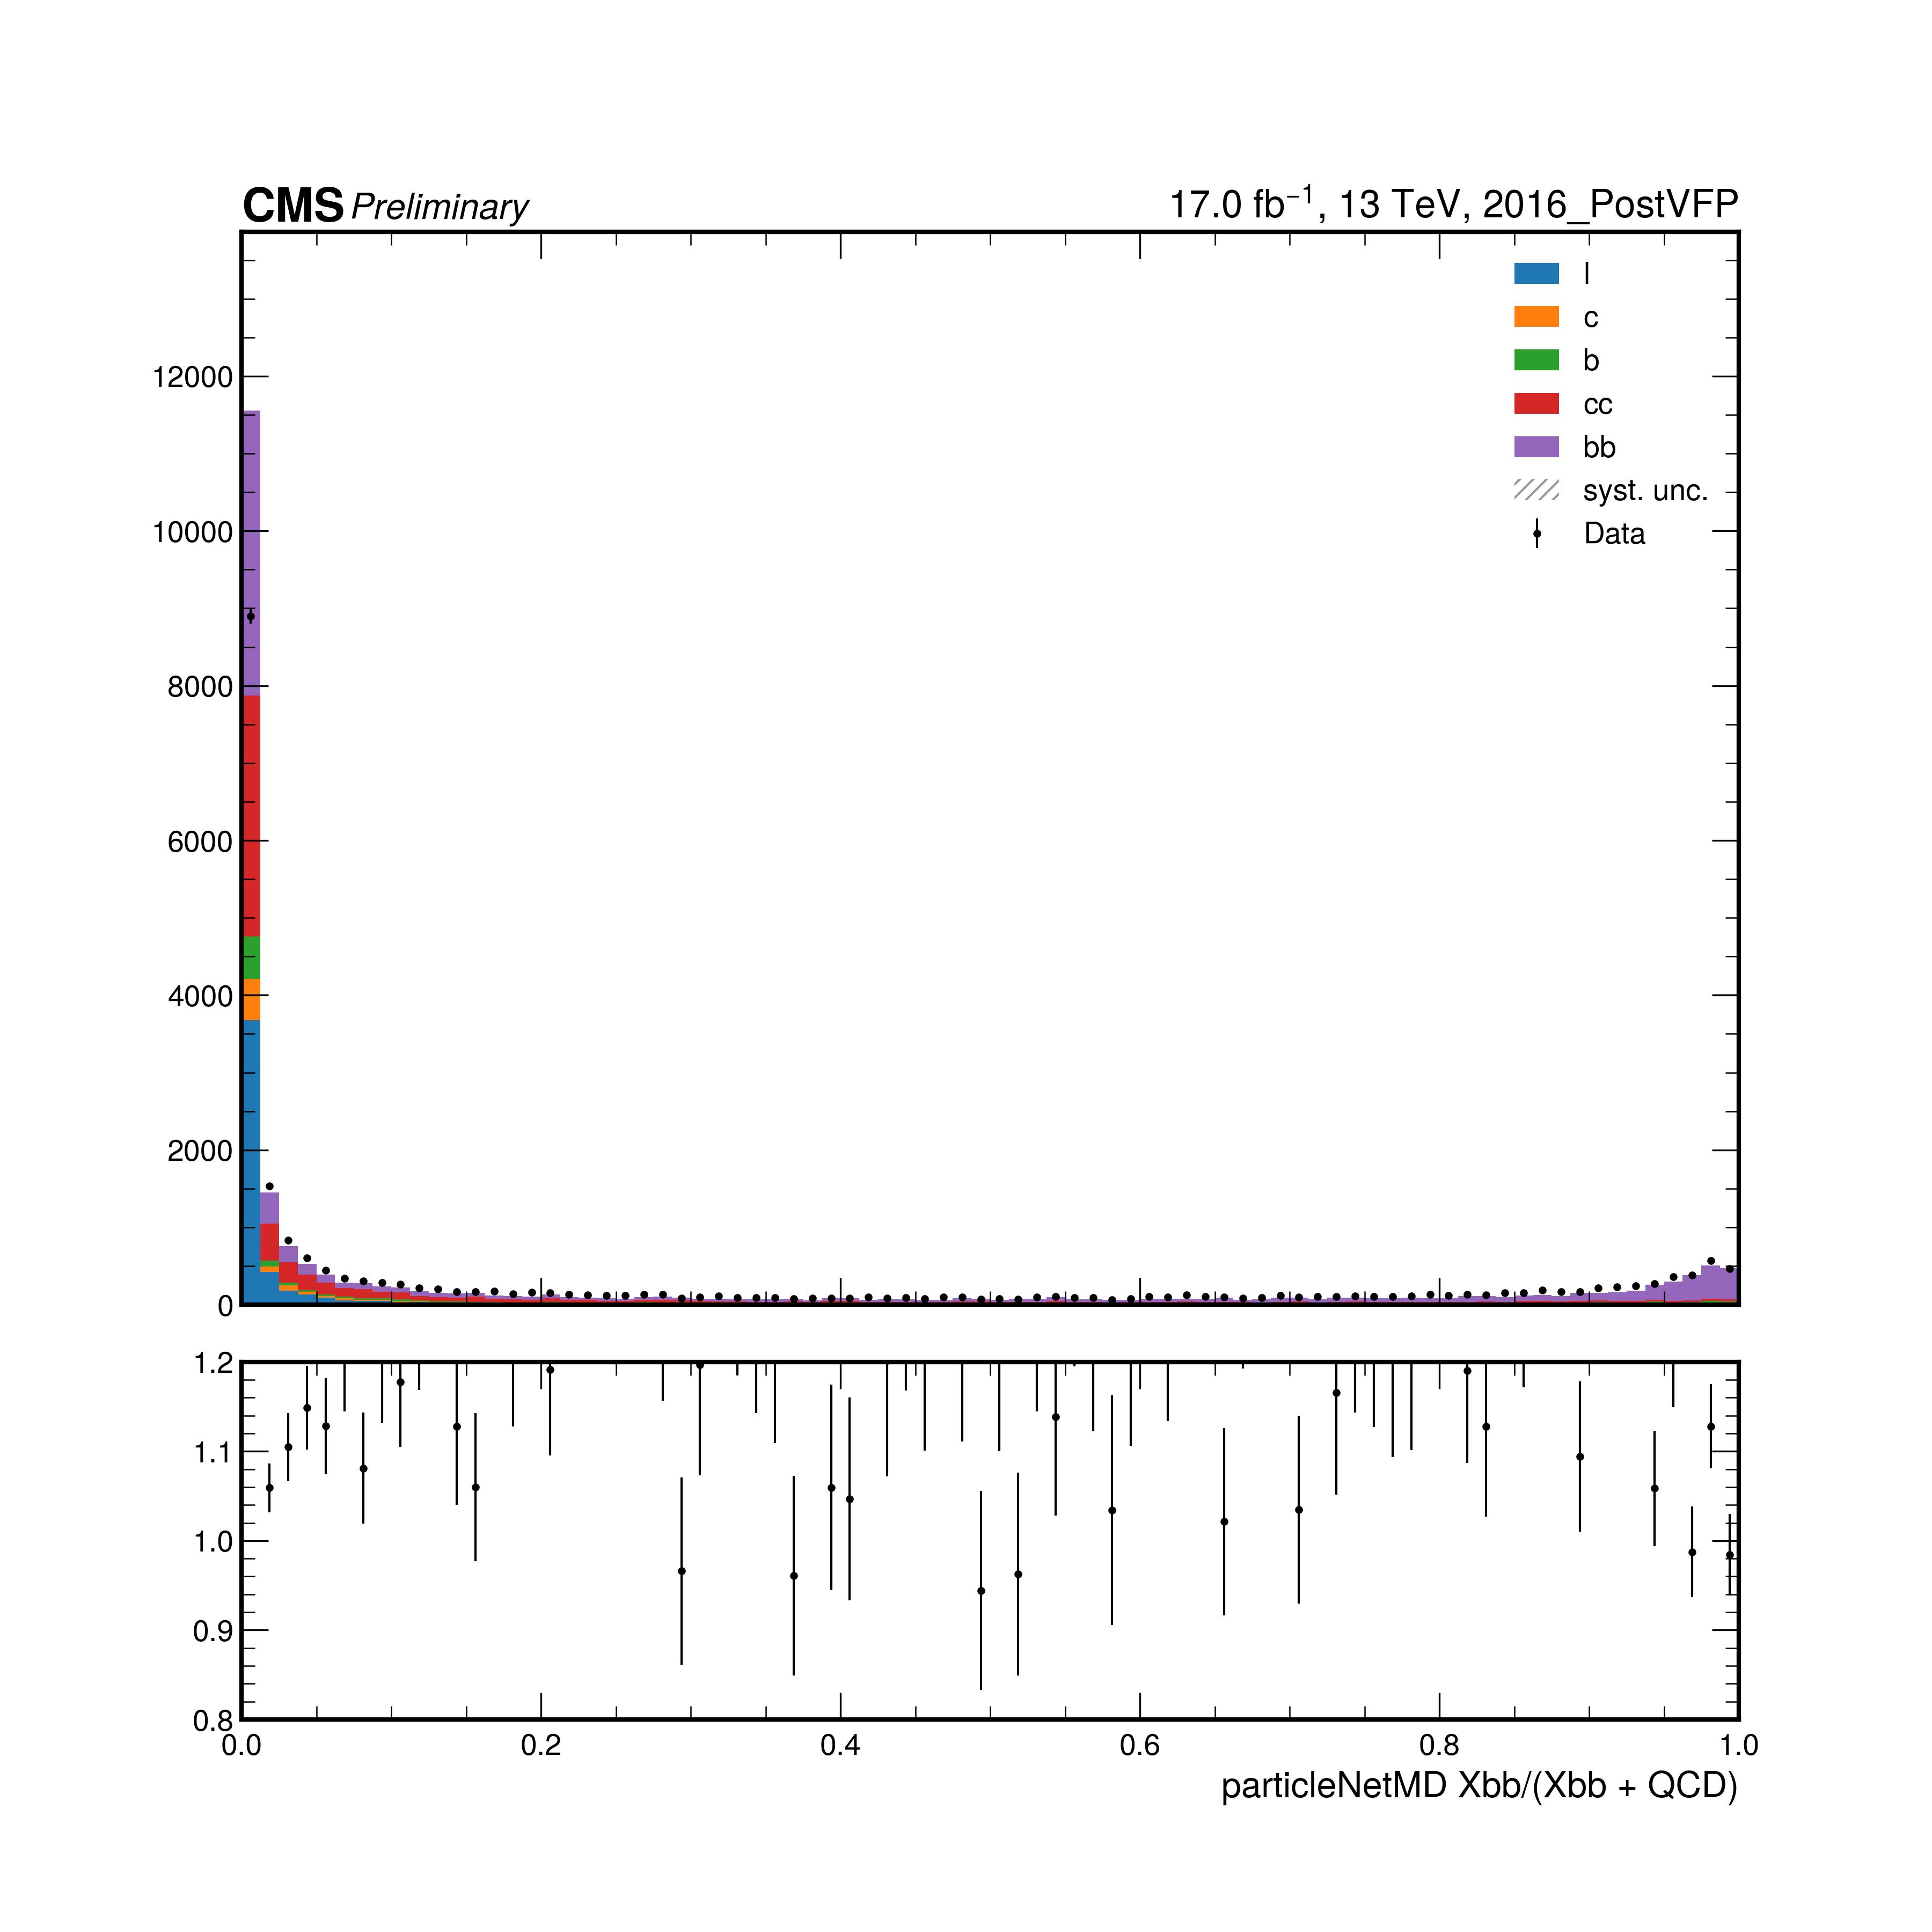 CMS Preliminary
17.0 fb⁻¹, 13 TeV, 2016_PostVFP
l
c
b
cc
bb
syst. unc.
Data
12000
10000
8000
6000
4000
2000
0
1.2
1.1
1.0
0.9
0.8
0.0 0.2 0.4 0.6 0.8 1.0
particleNetMD Xbb/(Xbb + QCD)